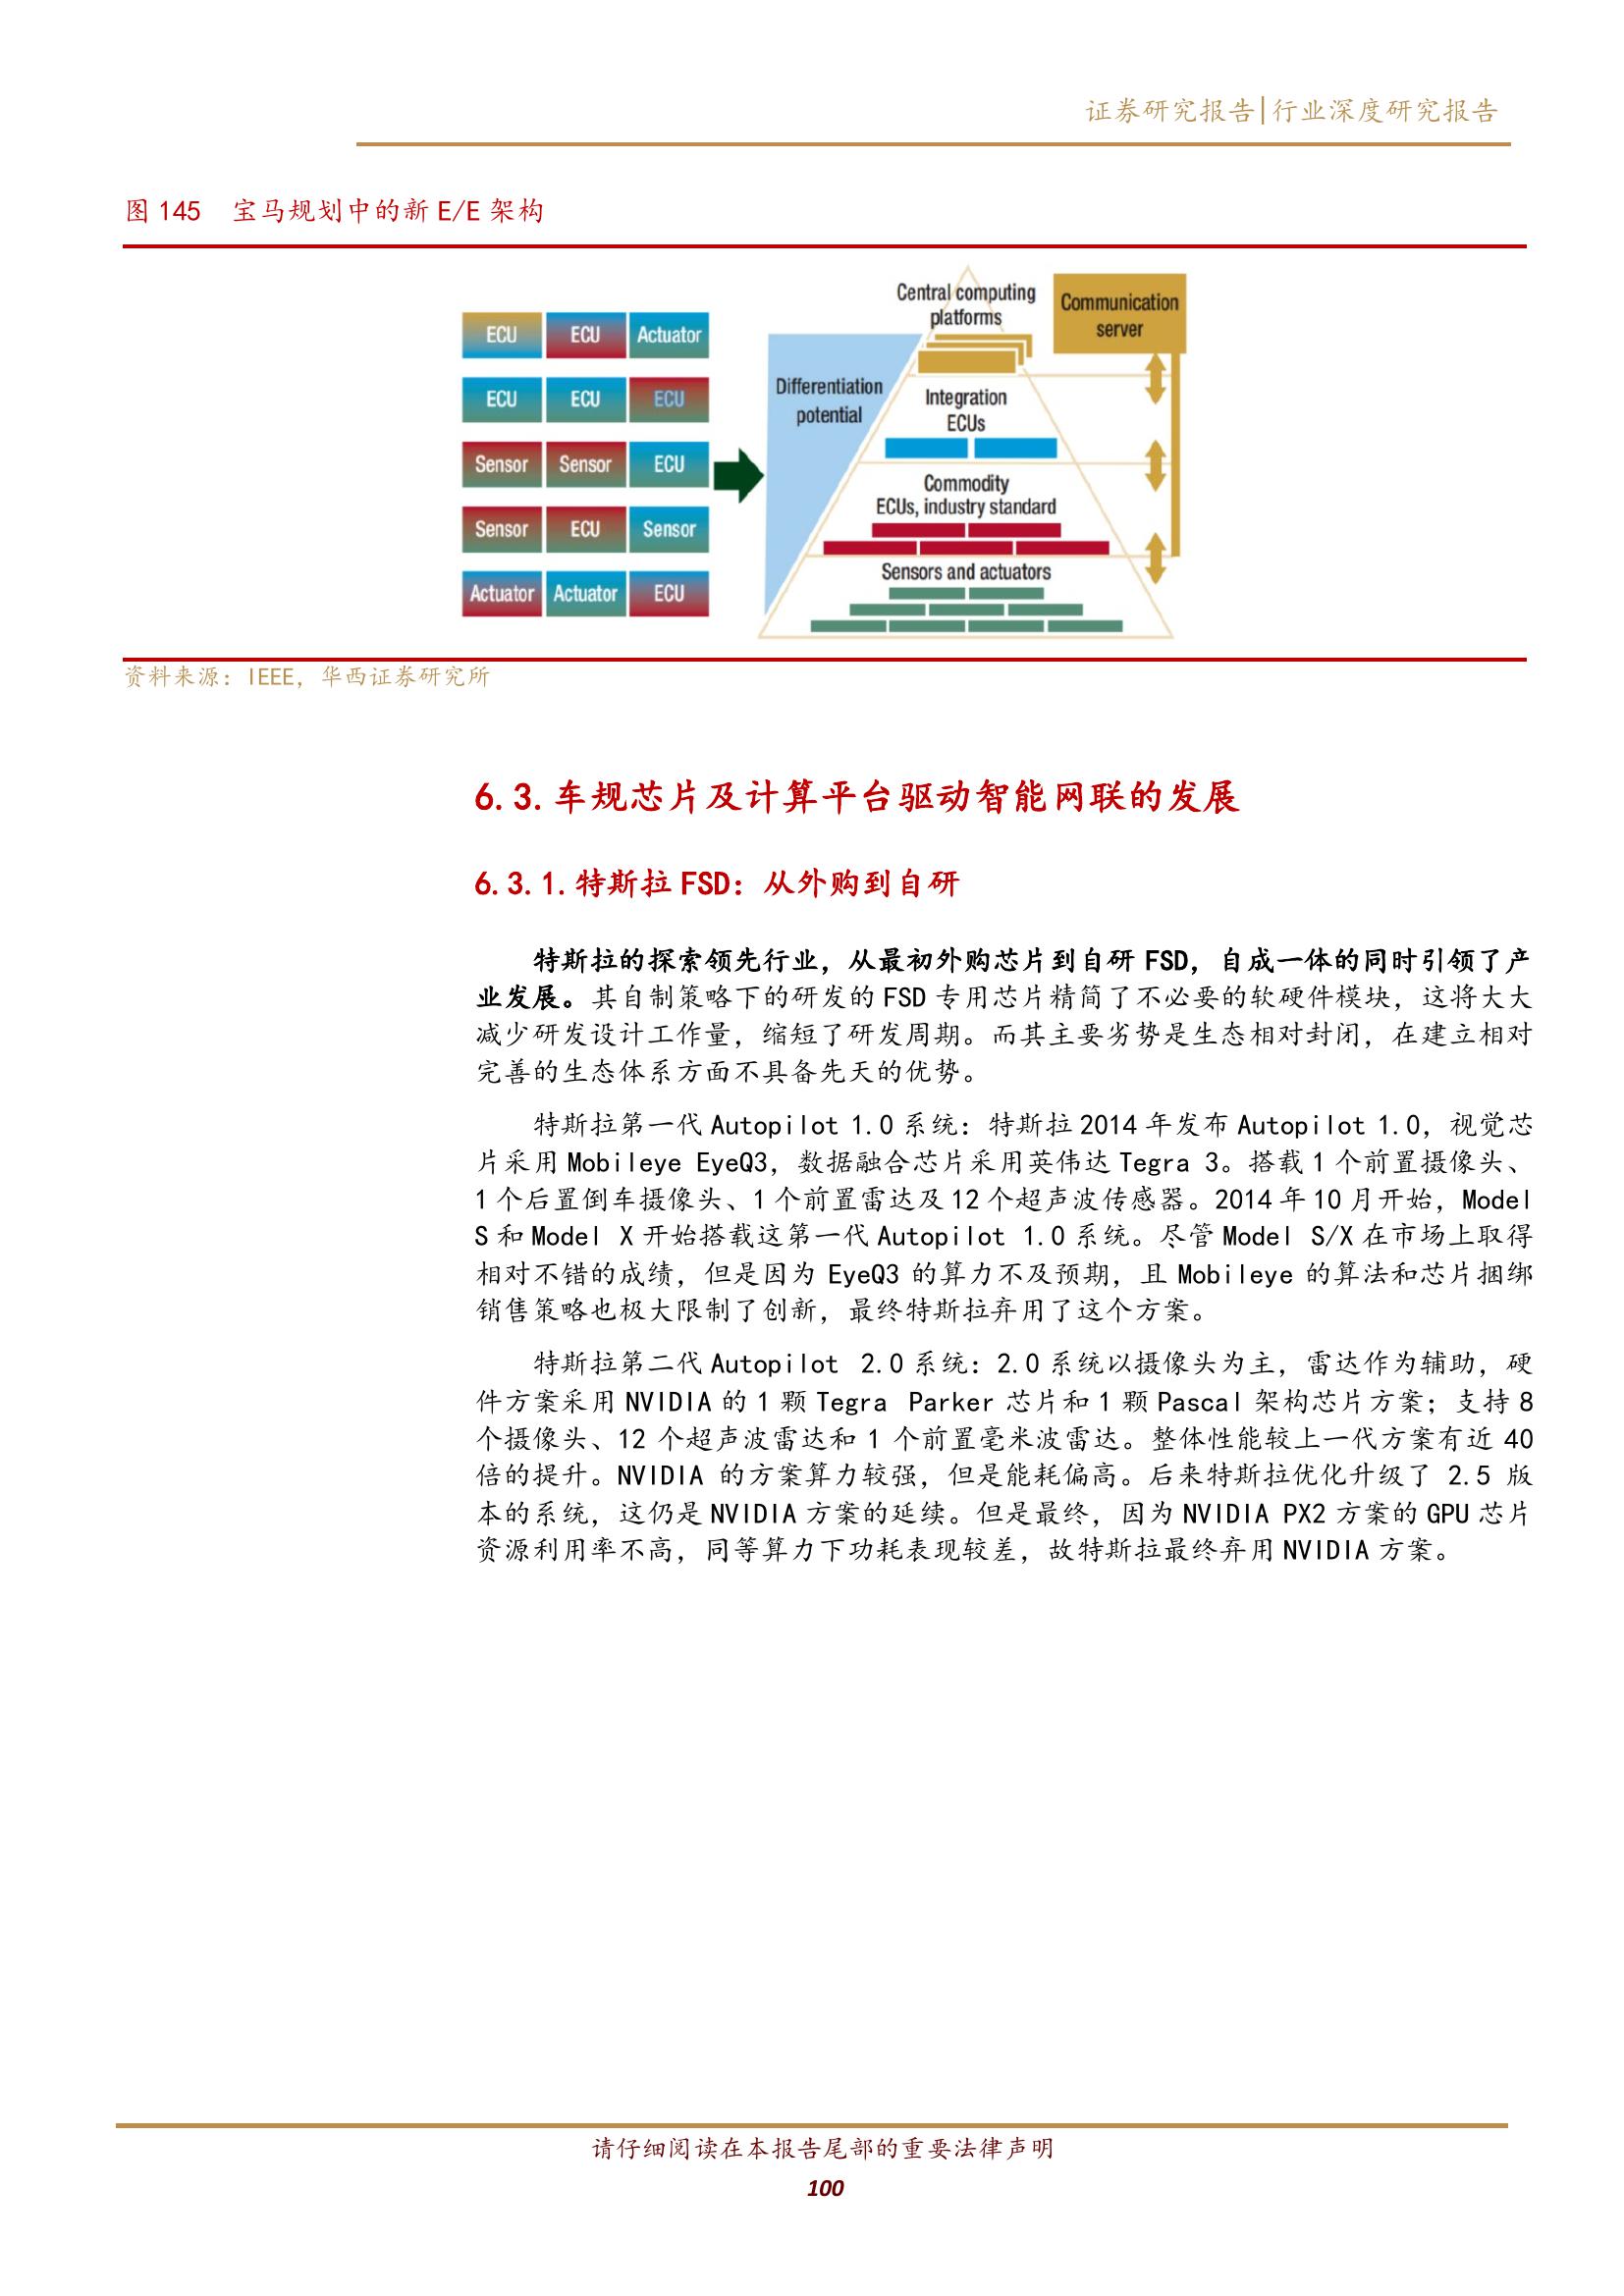 证券研究报告|行业深度研究报告
图 145 宝马规划中的新 E/E 架构
ECU ECU Actuator
ECU ECU ECU
Sensor Sensor ECU
Sensor ECU Sensor
Actuator Actuator ECU
Differentiation
potential
Central computing
platforms
Integration
ECUs
Commodity
ECUs, industry standard
Sensors and actuators
Communication
server
资料来源：IEEE，华西证券研究所
6.3.车规芯片及计算平台驱动智能网联的发展
6.3.1.特斯拉 FSD：从外购到自研
特斯拉的探索领先行业，从最初外购芯片到自研 FSD，自成一体的同时引领了产
业发展。其自制策略下的研发的 FSD 专用芯片精简了不必要的软硬件模块，这将大大
减少研发设计工作量，缩短了研发周期。而其主要劣势是生态相对封闭，在建立相对
完善的生态体系方面不具备先天的优势。
特斯拉第一代 Autopilot 1.0 系统：特斯拉 2014 年发布 Autopilot 1.0，视觉芯
片采用 Mobileye EyeQ3，数据融合芯片采用英伟达 Tegra 3。搭载 1 个前置摄像头、
1 个后置倒车摄像头、1 个前置雷达及 12 个超声波传感器。2014 年 10 月开始，Model
S 和 Model X 开始搭载这第一代 Autopilot 1.0 系统。尽管 Model S/X 在市场上取得
相对不错的成绩，但是因为 EyeQ3 的算力不及预期，且 Mobileye 的算法和芯片捆绑
销售策略也极大限制了创新，最终特斯拉弃用了这个方案。
特斯拉第二代 Autopilot 2.0 系统：2.0 系统以摄像头为主，雷达作为辅助，硬
件方案采用 NVIDIA 的 1 颗 Tegra Parker 芯片和 1 颗 Pascal 架构芯片方案；支持 8
个摄像头、12 个超声波雷达和 1 个前置毫米波雷达。整体性能较上一代方案有近 40
倍的提升。NVIDIA 的方案算力较强，但是能耗偏高。后来特斯拉优化升级了 2.5 版
本的系统，这仍是 NVIDIA 方案的延续。但是最终，因为 NVIDIA PX2 方案的 GPU 芯片
资源利用率不高，同等算力下功耗表现较差，故特斯拉最终弃用 NVIDIA 方案。
请仔细阅读在本报告尾部的重要法律声明
100